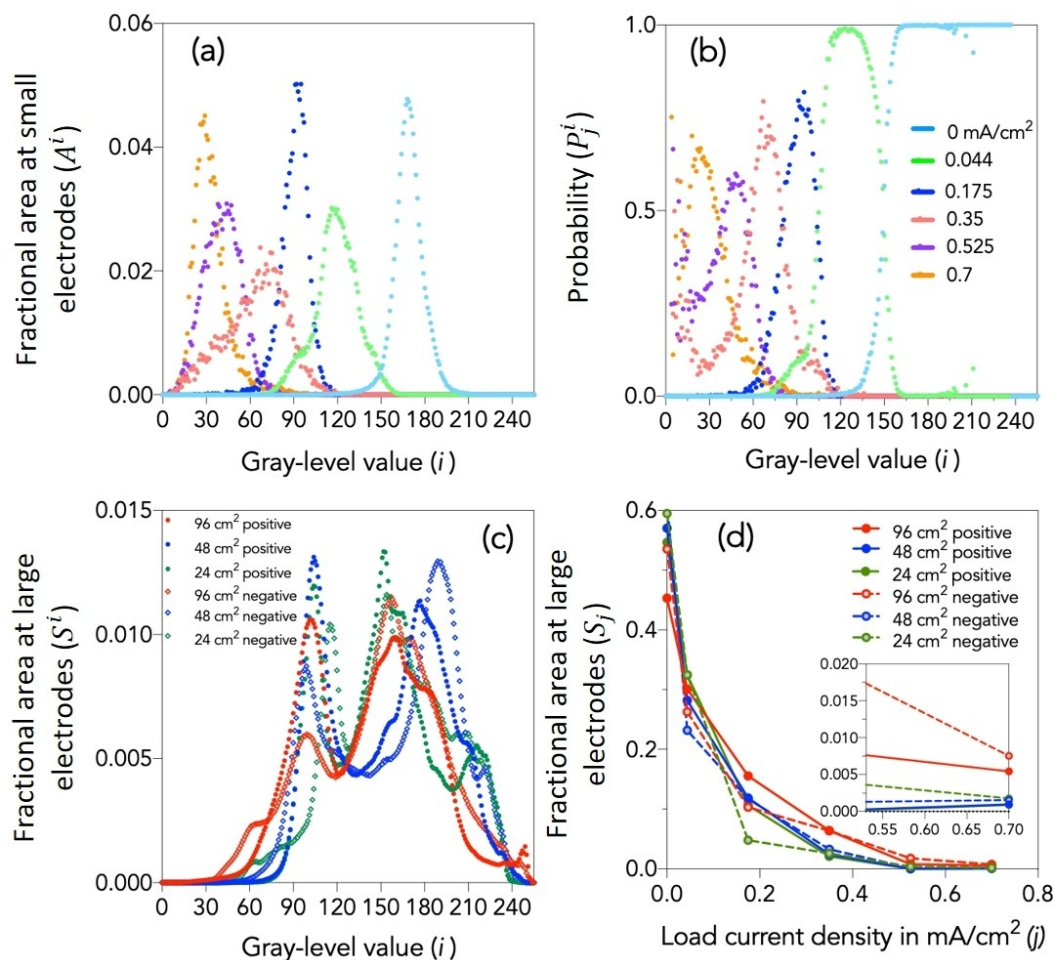 (a)
Fractional area at small
electrodes (Aⁱ)
0.06
0.04
0.02
0.00
0 30 60 90 120 150 180 210 240
Gray-level value (i)
(b)
Probability (Pⱼⁱ)
1.0
0.5
0.0
0 mA/cm²
0.044
0.175
0.35
0.525
0.7
0 30 60 90 120 150 180 210 240
Gray-level value (i)
(c)
Fractional area at large
electrodes (Sⁱ)
0.015
0.010
0.005
0.000
96 cm² positive
48 cm² positive
24 cm² positive
96 cm² negative
48 cm² negative
24 cm² negative
0 30 60 90 120 150 180 210 240
Gray-level value (i)
(d)
Fractional area at large
electrodes (Sⱼ)
0.6
0.4
0.2
0.0
96 cm² positive
48 cm² positive
24 cm² positive
96 cm² negative
48 cm² negative
24 cm² negative
0.020
0.015
0.010
0.005
0.000
0.55 0.60 0.65 0.70
0.0 0.2 0.4 0.6 0.8
Load current density in mA/cm² (j)